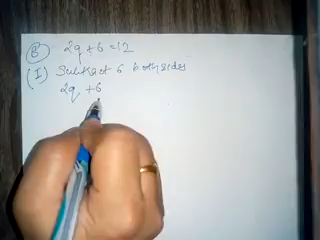 (B) 2q + 6 = 12
(I) Subtract 6 both sides
2q + 6